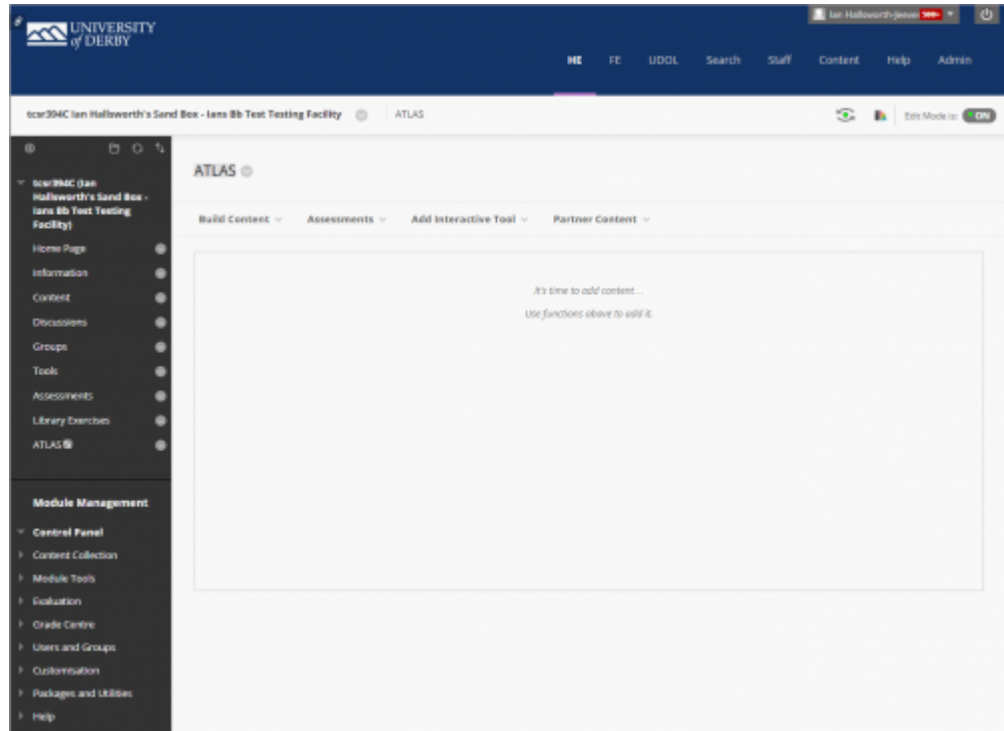 UNIVERSITY
of DERBY
Ian Hallsworth-Jeeves
HE FE UDOL Search Staff Content Help Admin
tcsr394C Ian Hallsworth's Sand Box - Ians Bb Test Testing Facility ATLAS
Edit Mode is: ON
tcsr394C (Ian
Hallsworth's Sand Box -
Ians Bb Test Testing
Facility)
Home Page
Information
Content
Discussions
Groups
Tools
Assessments
Library Exercises
ATLAS
Module Management
Control Panel
Content Collection
Module Tools
Evaluation
Grade Centre
Users and Groups
Customisation
Packages and Utilities
Help
ATLAS
Build Content Assessments Add Interactive Tool Partner Content
It's time to add content ...
Use functions above to add it.